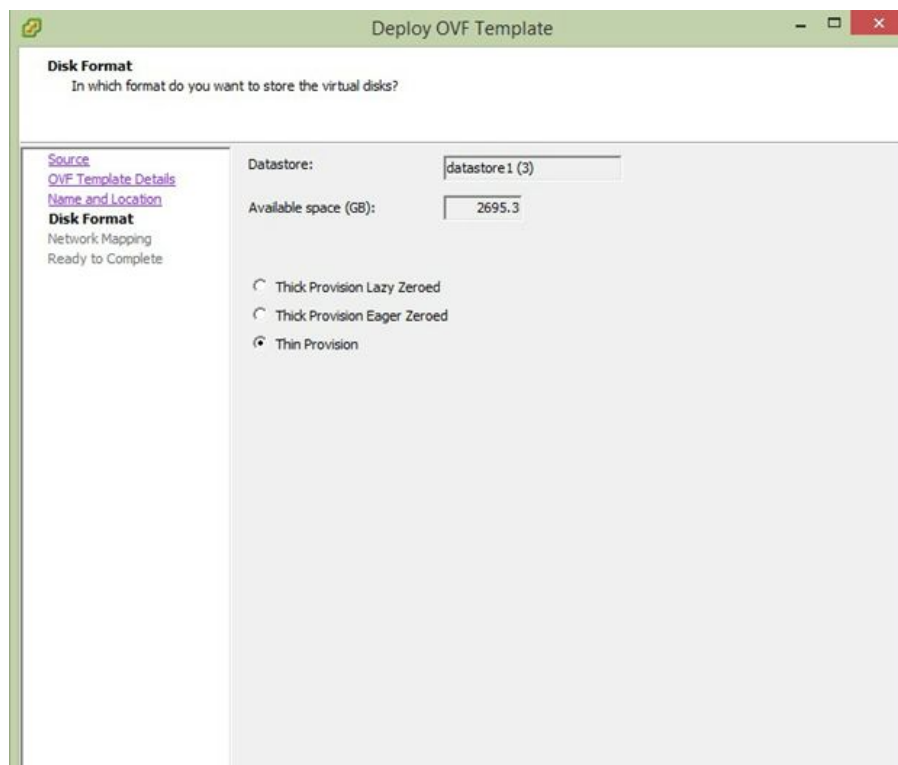 Deploy OVF Template
Disk Format
In which format do you want to store the virtual disks?
Source
OVF Template Details
Name and Location
Disk Format
Network Mapping
Ready to Complete
Datastore:
datastore1 (3)
Available space (GB):
2695.3
Thick Provision Lazy Zeroed
Thick Provision Eager Zeroed
Thin Provision